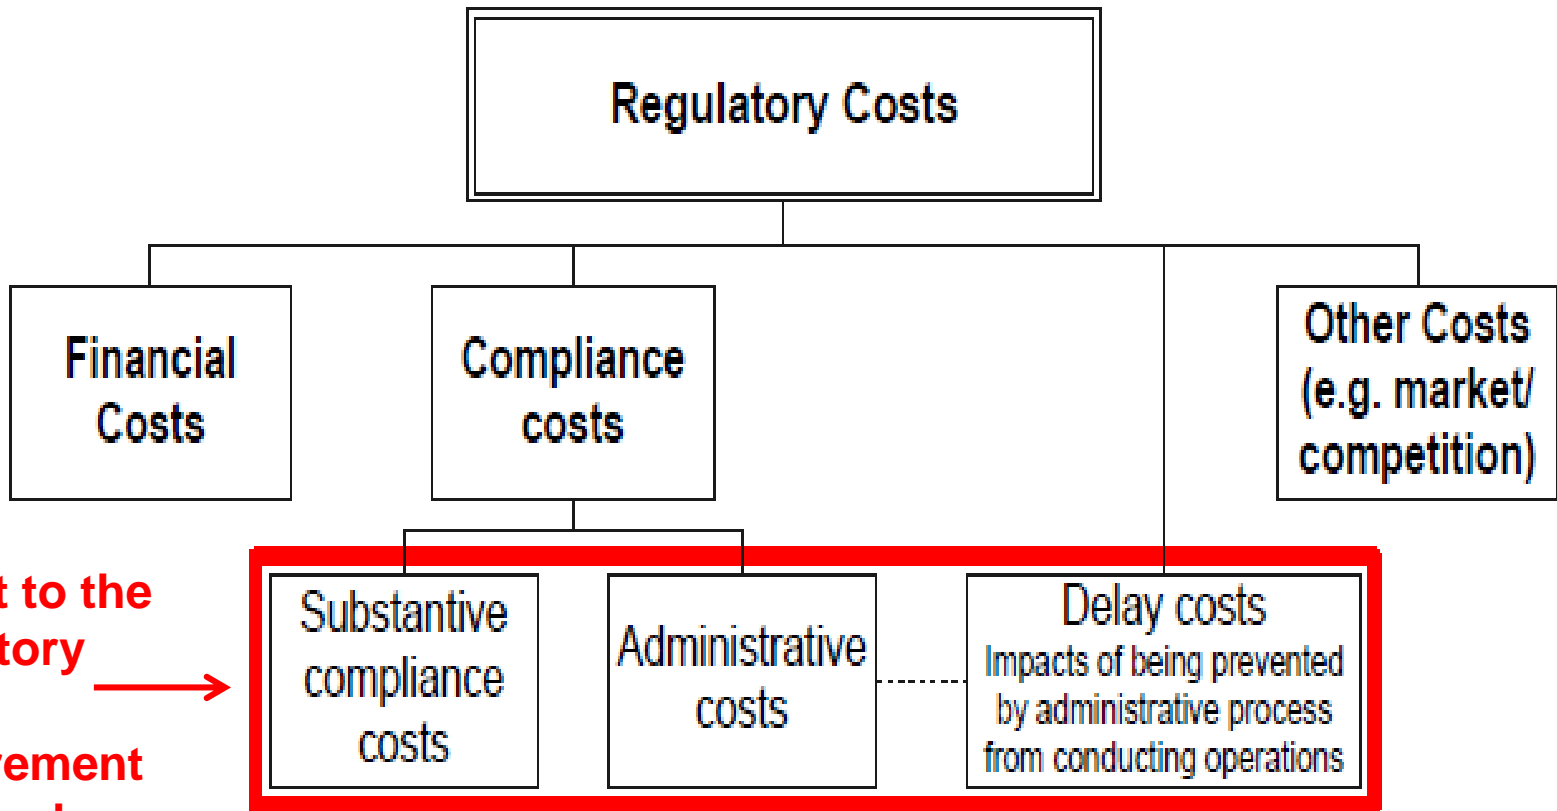 Regulatory Costs
Financial
Costs
Compliance
costs
Other Costs
(e.g. market/
competition)
t to the
tory
rement
Substantive
compliance
costs
Administrative
costs
Delay costs
Impacts of being prevented
by administrative process
from conducting operations